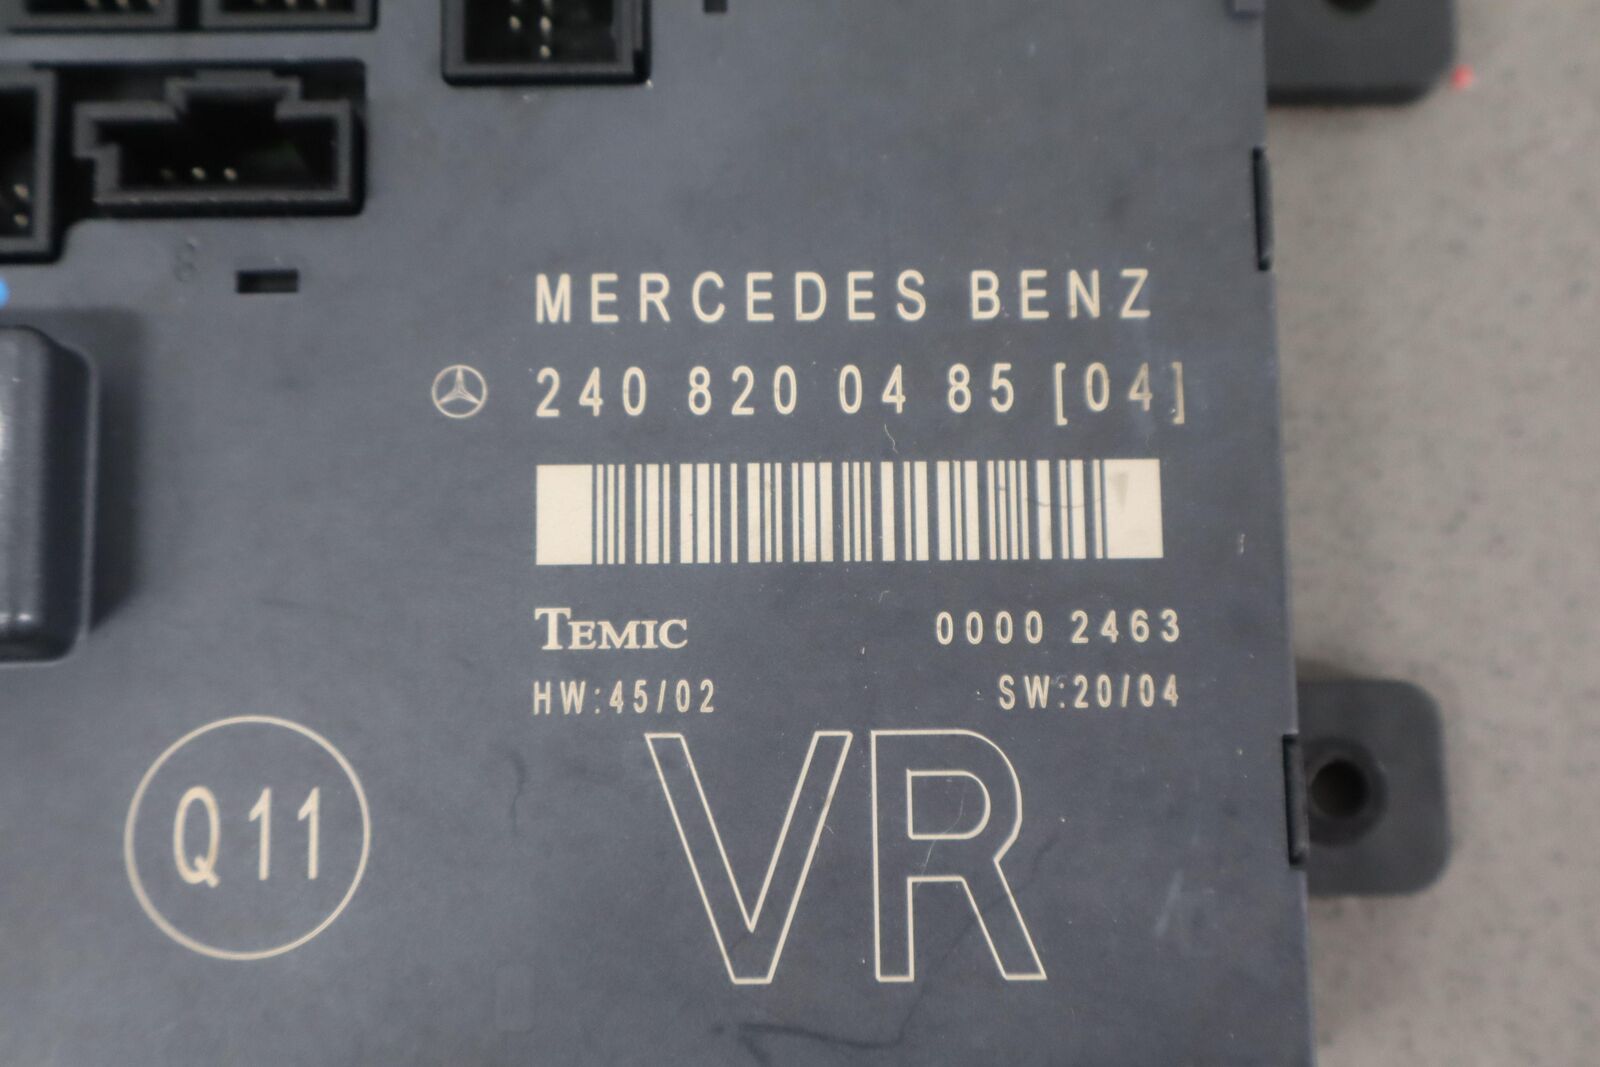 MERCEDES BENZ
240 820 04 85 [04]
TEMIC 0000 2463
HW:45/02 SW:20/04
Q11
VR